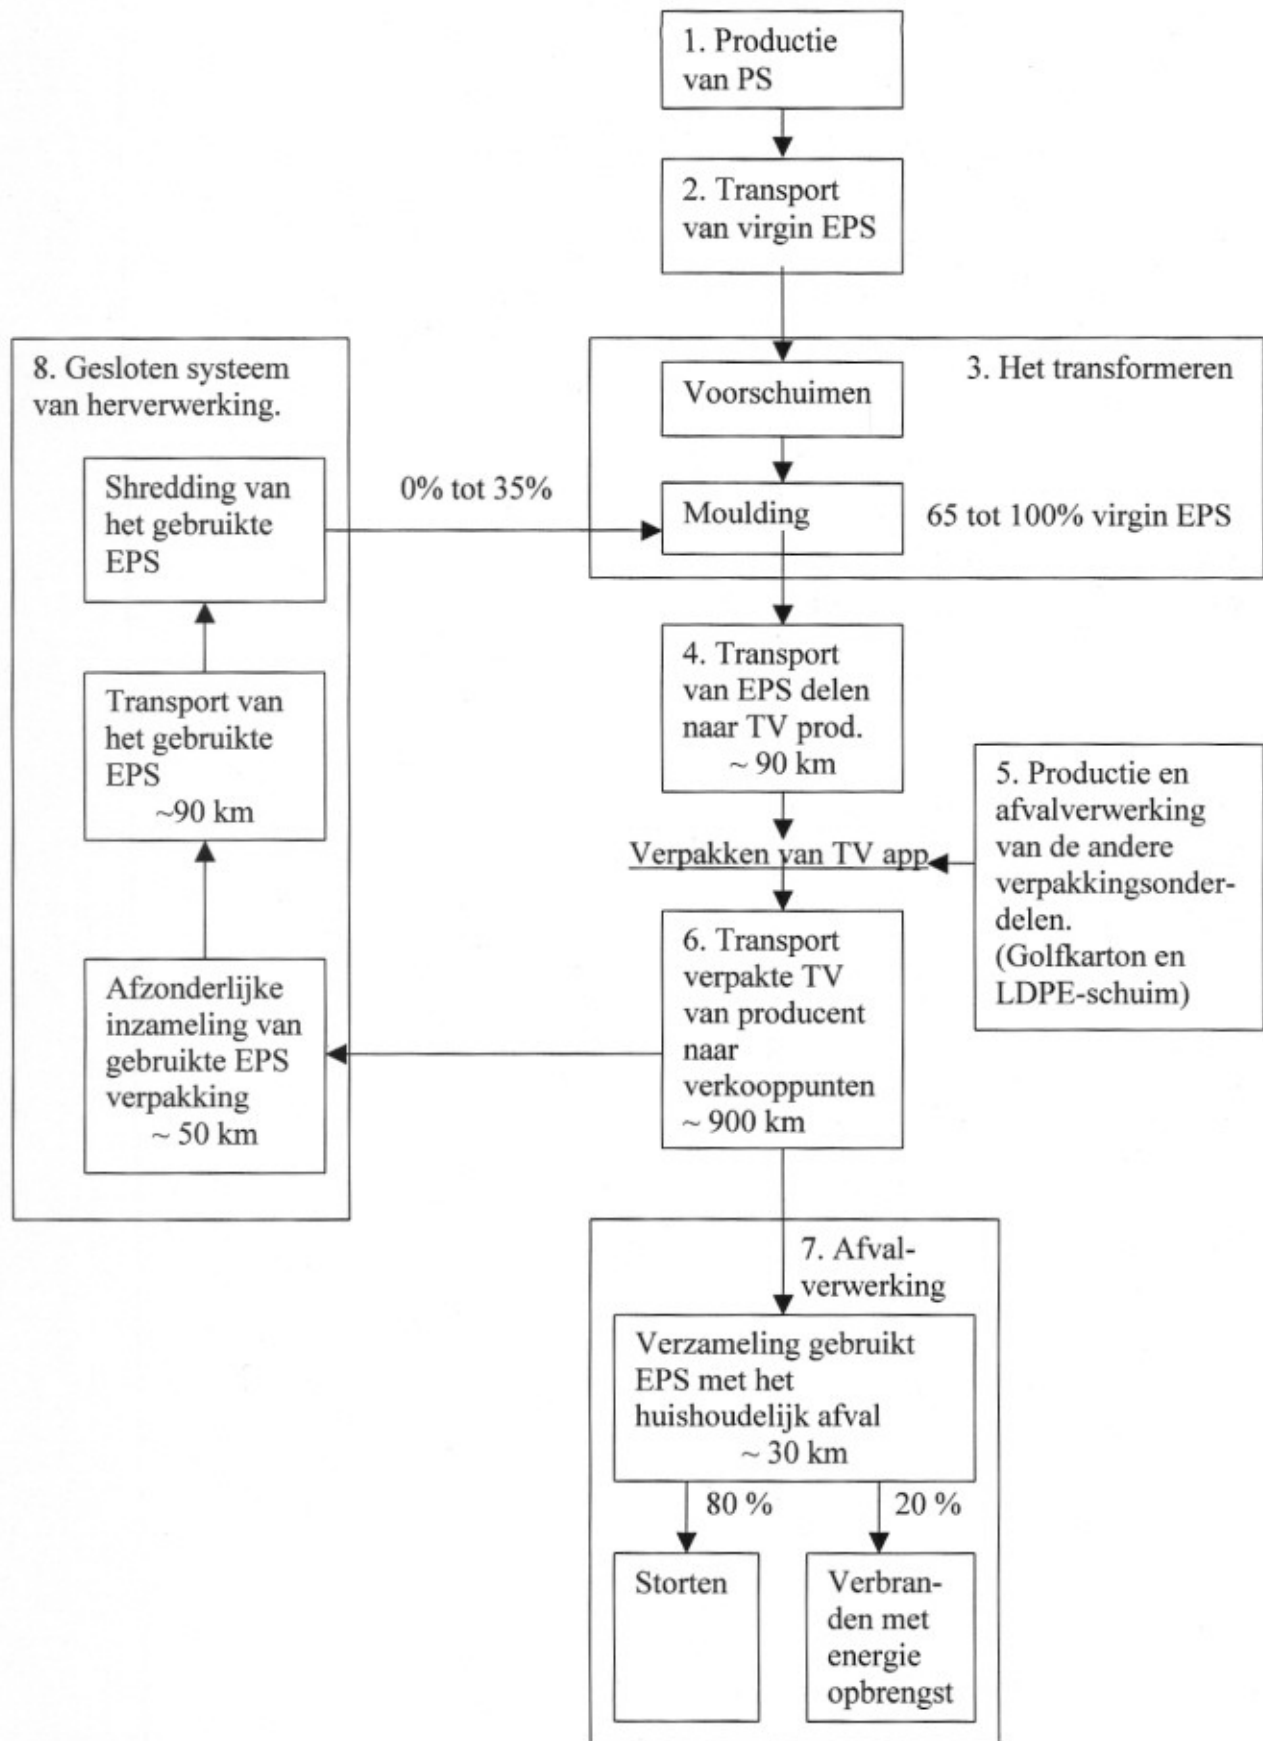 1. Productie
van PS
2. Transport
van virgin EPS
3. Het transformeren
Voorschuimen
Moulding
65 tot 100% virgin EPS
0% tot 35%
8. Gesloten systeem
van herverwerking.
Shredding van
het gebruikte
EPS
Transport van
het gebruikte
EPS
~90 km
Afzonderlijke
inzameling van
gebruikte EPS
verpakking
~ 50 km
4. Transport
van EPS delen
naar TV prod.
~ 90 km
Verpakken van TV app
5. Productie en
afvalverwerking
van de andere
verpakkingsonder-
delen.
(Golfkarton en
LDPE-schuim)
6. Transport
verpakte TV
van producent
naar
verkooppunten
~ 900 km
7. Afval-
verwerking
Verzameling gebruikt
EPS met het
huishoudelijk afval
~ 30 km
80 %
20 %
Storten
Verbran-
den met
energie
opbrengst